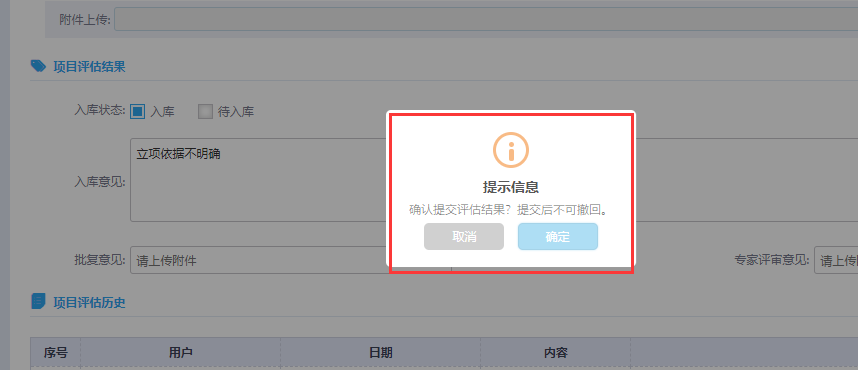 附件上传:
项目评估结果
入库状态: 入库 待入库
立项依据不明确
入库意见:
提示信息
确认提交评估结果？提交后不可撤回。
取消 确定
批复意见: 请上传附件 专家评审意见: 请上传
项目评估历史
序号 用户 日期 内容